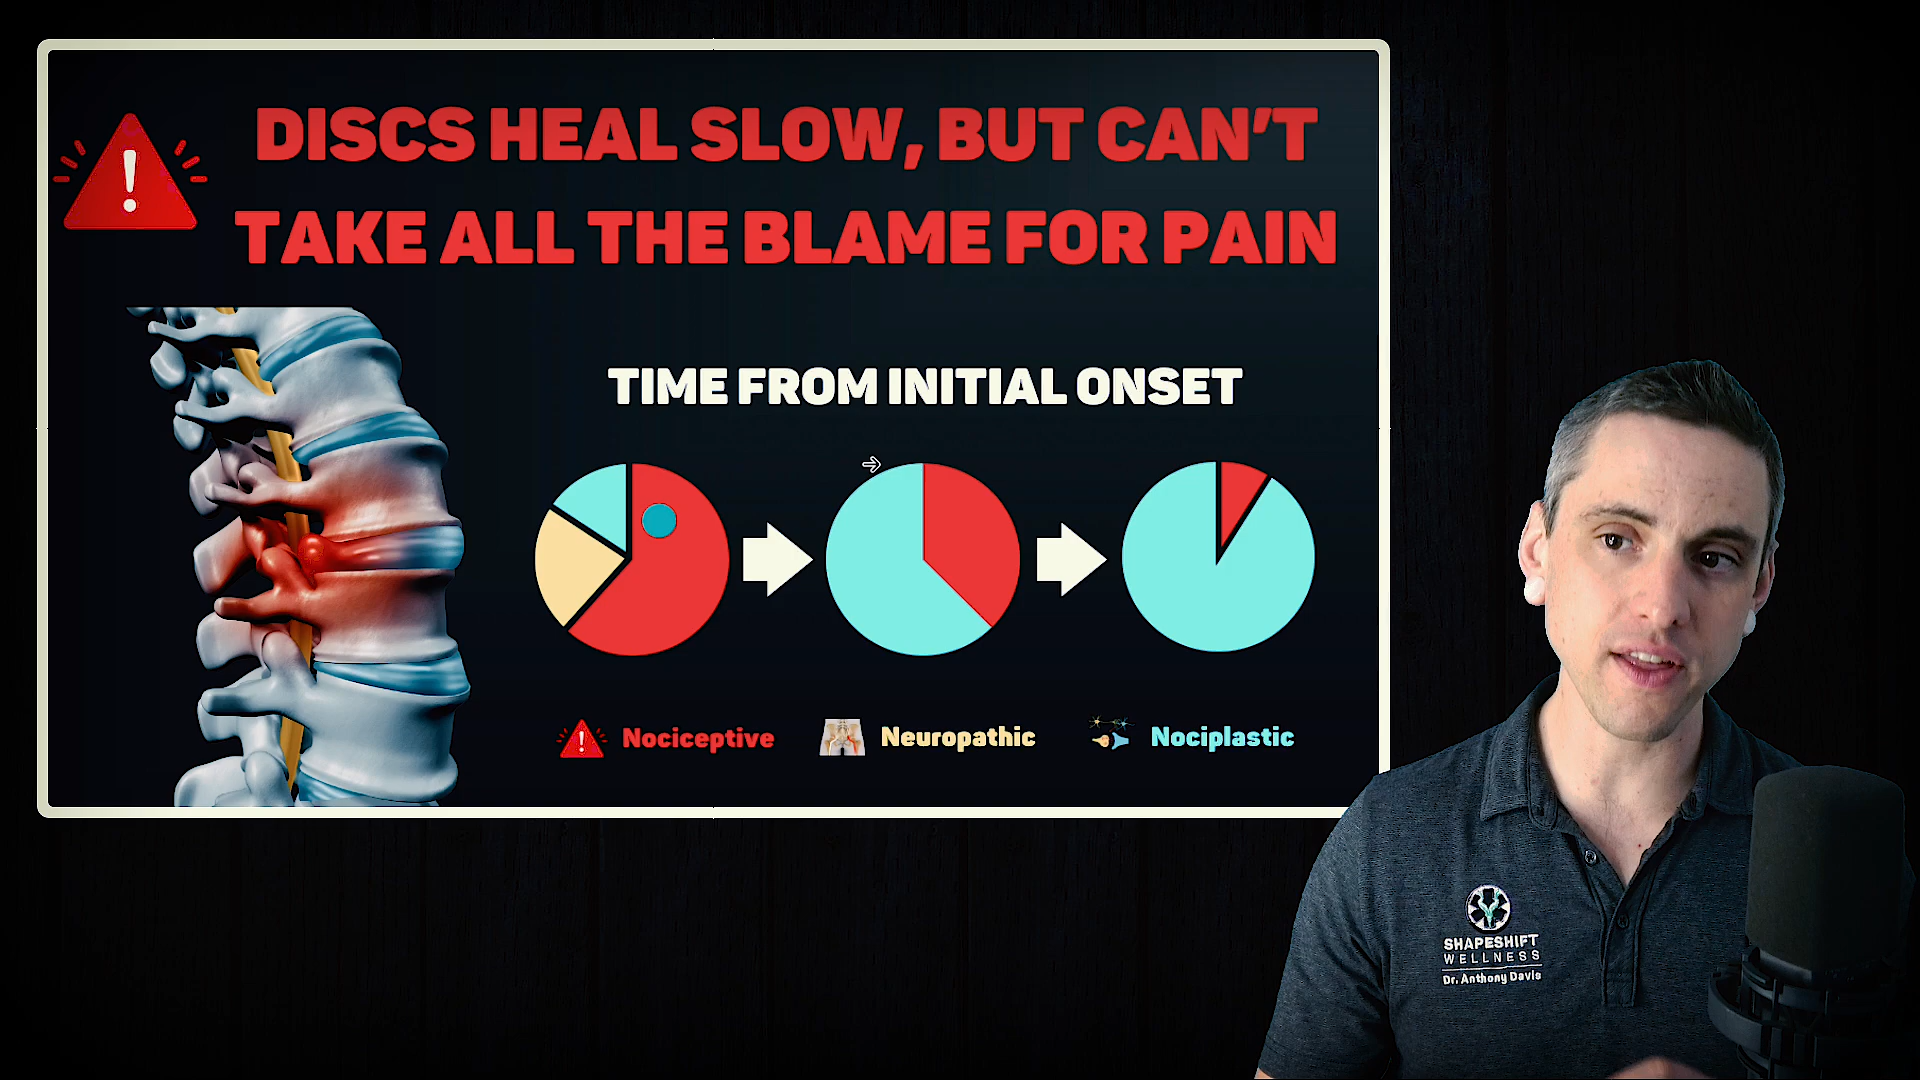 DISCS HEAL SLOW, BUT CAN'T
TAKE ALL THE BLAME FOR PAIN
TIME FROM INITIAL ONSET
Nociceptive
Neuropathic
Nociplastic
SHAPESHIFT
WELLNESS
Dr. Anthony Davis